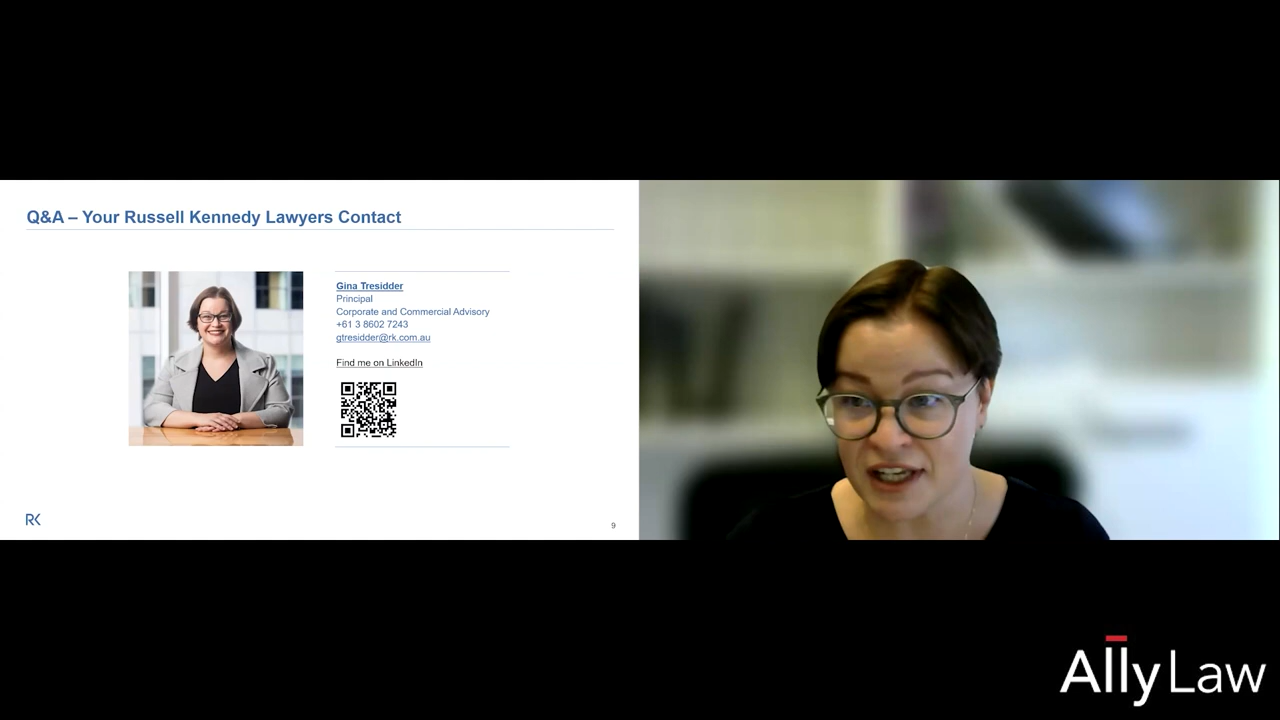 Q&A – Your Russell Kennedy Lawyers Contact
Gina Tresidder
Principal
Corporate and Commercial Advisory
+61 3 8602 7243
gtresidder@rk.com.au
Find me on LinkedIn
RK
9
Ally Law